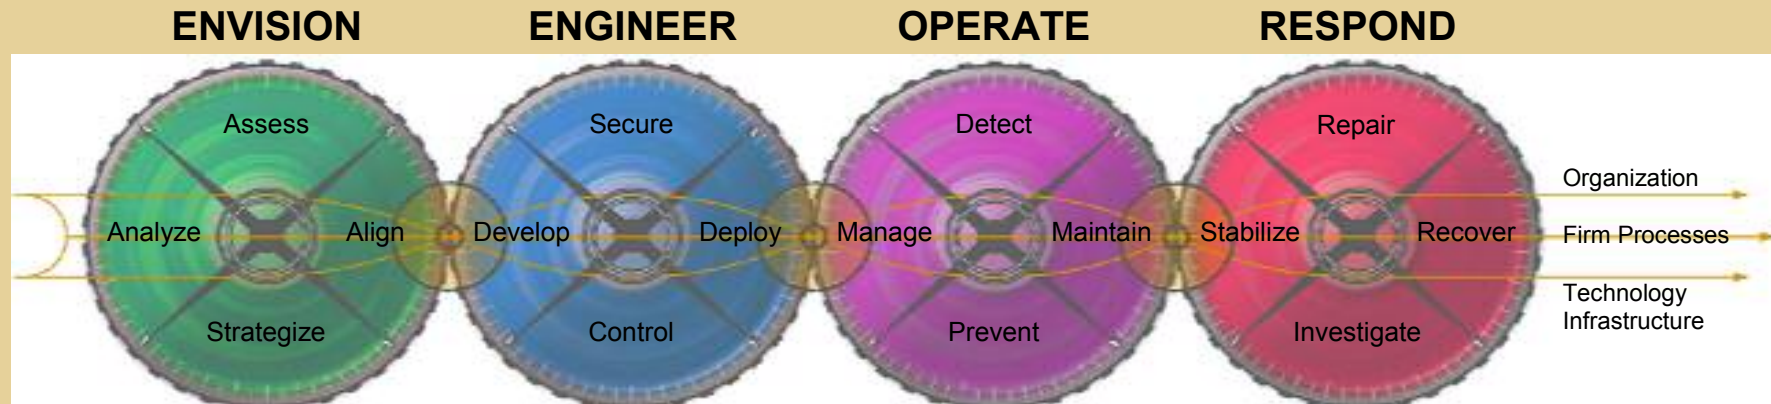 ENVISION ENGINEER OPERATE RESPOND
Assess Secure Detect Repair
Organization
Analyze Align Develop Deploy Manage Maintain Stabilize Recover Firm Processes
Technology
Infrastructure
Strategize Control Prevent Investigate